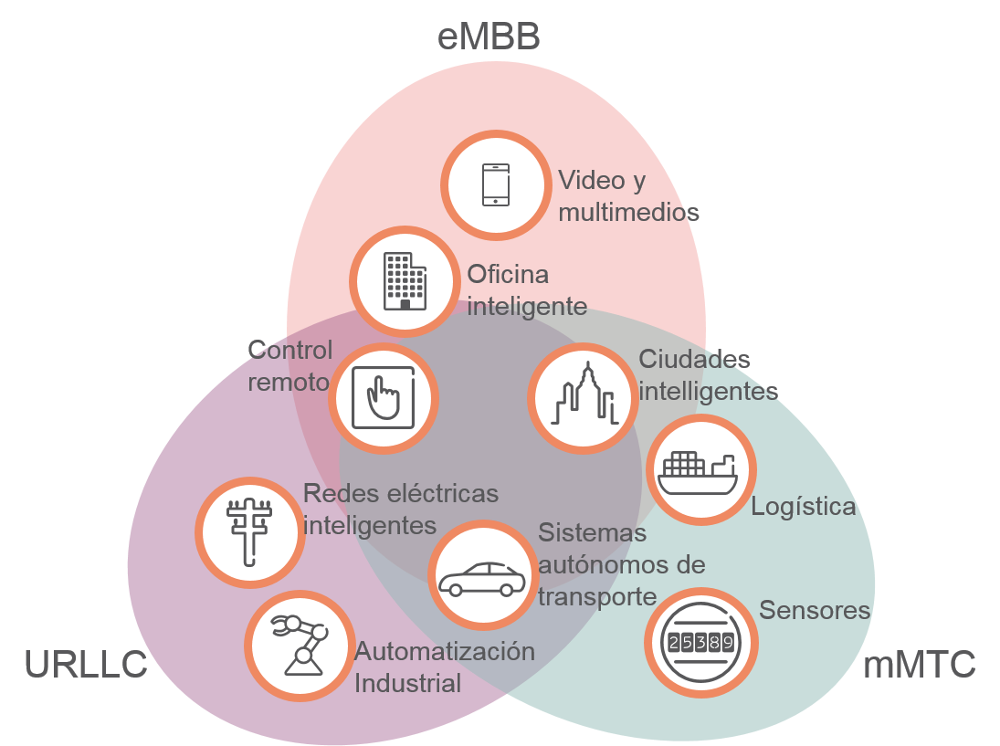 eMBB
Video y
multimedios
Oficina
inteligente
Control
remoto
Ciudades
intelligentes
Logística
Redes eléctricas
inteligentes
Sistemas
autónomos de
transporte
Sensores
25389
Automatización
Industrial
URLLC
mMTC